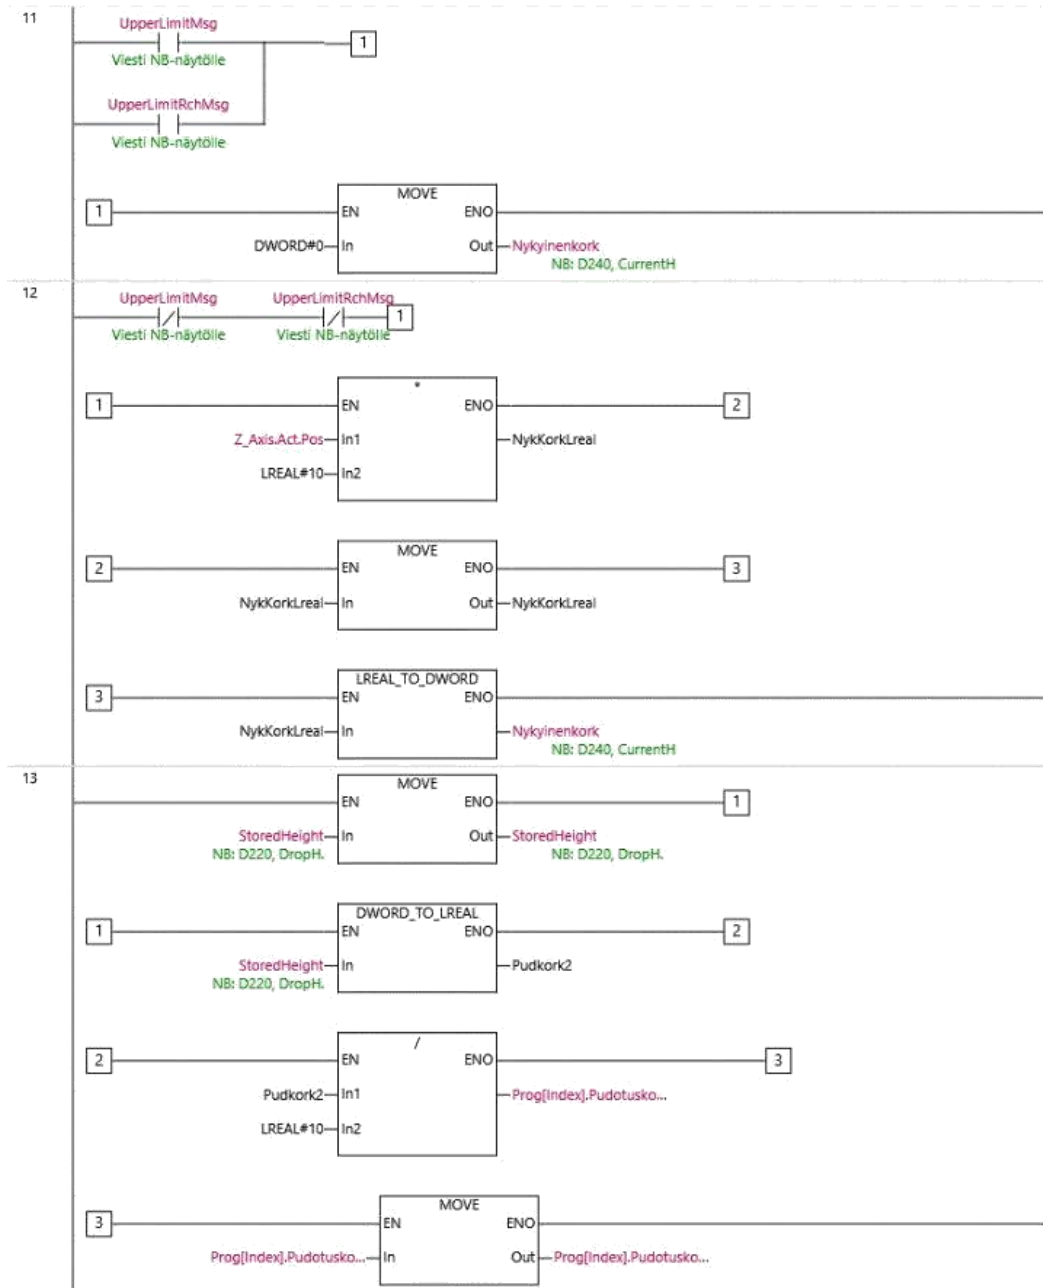 11
UpperLimitMsg
Viesti NB-näytölle
1
UpperLimitRchMsg
Viesti NB-näytölle
MOVE
1
EN ENO
DWORD#0 In Out Nykyinenkork
NB: D240, CurrentH
12
UpperLimitMsg UpperLimitRchMsg
1
Viesti NB-näytölle Viesti NB-näytölle
*
1 EN ENO 2
Z_Axis.Act.Pos In1 NykKorkLreal
LREAL#10 In2
MOVE
2 EN ENO 3
NykKorkLreal In Out NykKorkLreal
LREAL_TO_DWORD
3 EN ENO
NykKorkLreal In Nykyinenkork
NB: D240, CurrentH
13
MOVE
EN ENO 1
StoredHeight In Out StoredHeight
NB: D220, DropH. NB: D220, DropH.
DWORD_TO_LREAL
1 EN ENO 2
StoredHeight In Pudkork2
NB: D220, DropH.
/
2 EN ENO 3
Pudkork2 In1 Prog[Index].Pudotusko...
LREAL#10 In2
MOVE
3 EN ENO
Prog[Index].Pudotusko... In Out Prog[Index].Pudotusko...